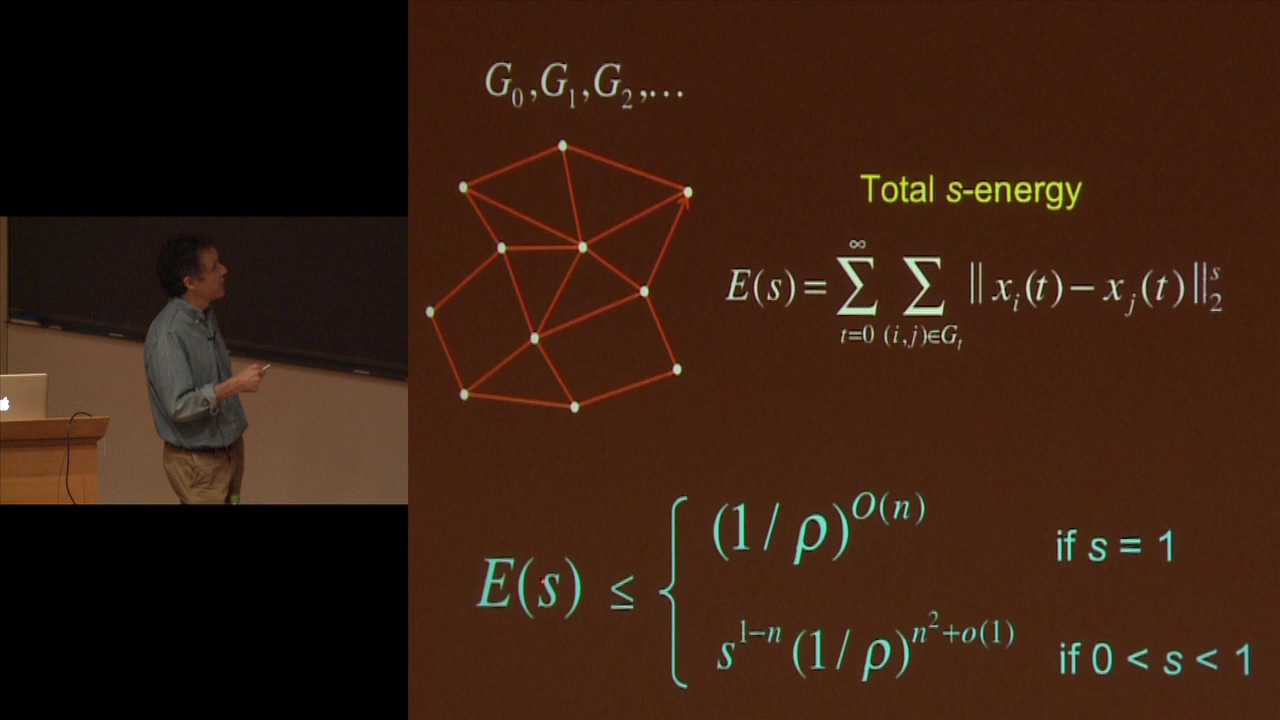 G₀,G₁,G₂,...
Total s-energy
E(s) = ∑_{t=0}^{∞} ∑_{(i,j)∈G_t} ‖ x_i(t) − x_j(t) ‖₂^s
E(s) ≤ { (1/ρ)^{O(n)} if s = 1
s^{1−n} (1/ρ)^{n²+o(1)} if 0 < s < 1